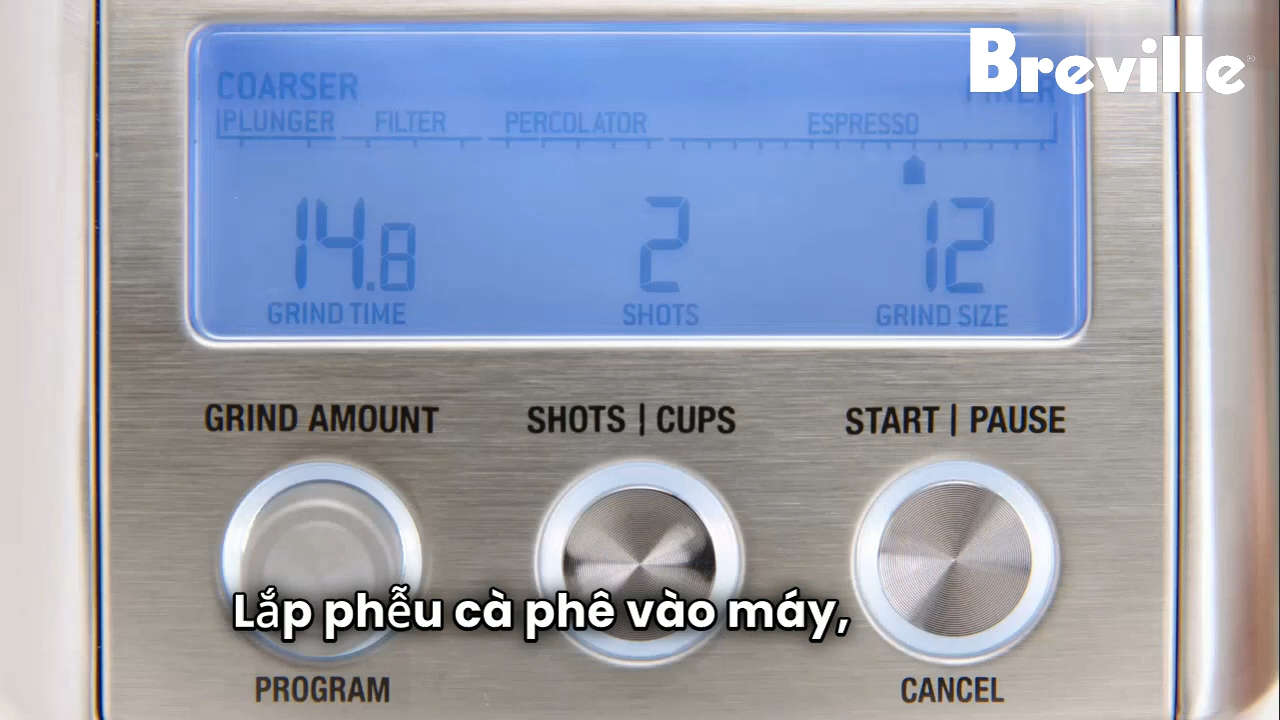 Breville
COARSER FINER
PLUNGER FILTER PERCOLATOR ESPRESSO
14.8 2 12
GRIND TIME SHOTS GRIND SIZE
GRIND AMOUNT SHOTS | CUPS START | PAUSE
Lắp phễu cà phê vào máy,
PROGRAM CANCEL